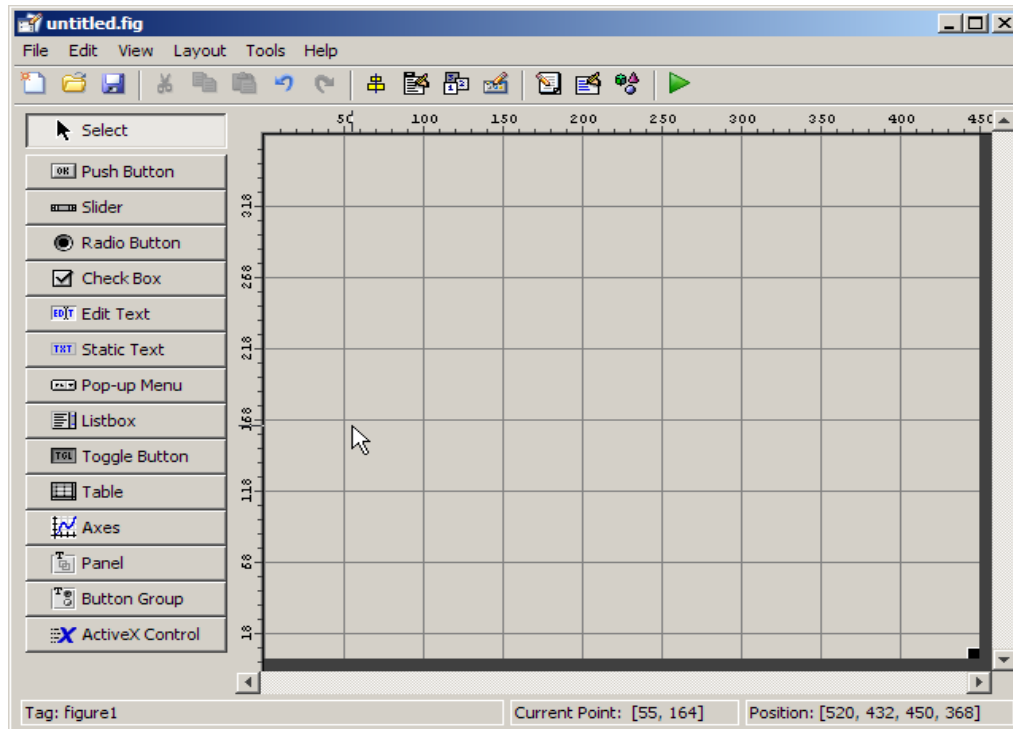 untitled.fig
File Edit View Layout Tools Help
Select
Push Button
Slider
Radio Button
Check Box
Edit Text
Static Text
Pop-up Menu
Listbox
Toggle Button
Table
Axes
Panel
Button Group
ActiveX Control
50 100 150 200 250 300 350 400 450
318
268
218
168
118
68
18
Tag: figure1 Current Point: [55, 164] Position: [520, 432, 450, 368]